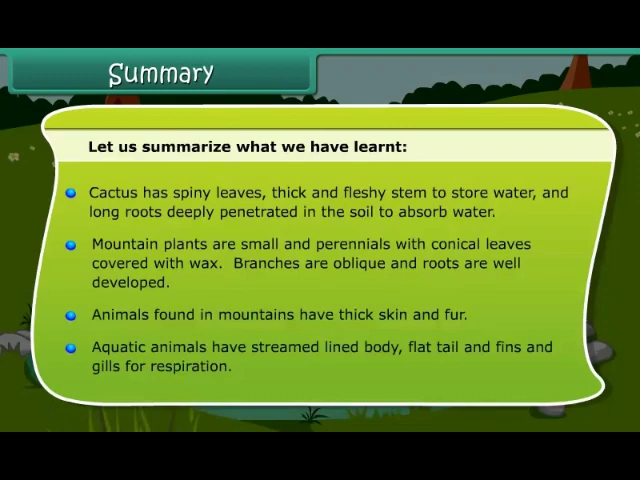 Summary
Let us summarize what we have learnt:
Cactus has spiny leaves, thick and fleshy stem to store water, and
long roots deeply penetrated in the soil to absorb water.
Mountain plants are small and perennials with conical leaves
covered with wax.  Branches are oblique and roots are well
developed.
Animals found in mountains have thick skin and fur.
Aquatic animals have streamed lined body, flat tail and fins and
gills for respiration.